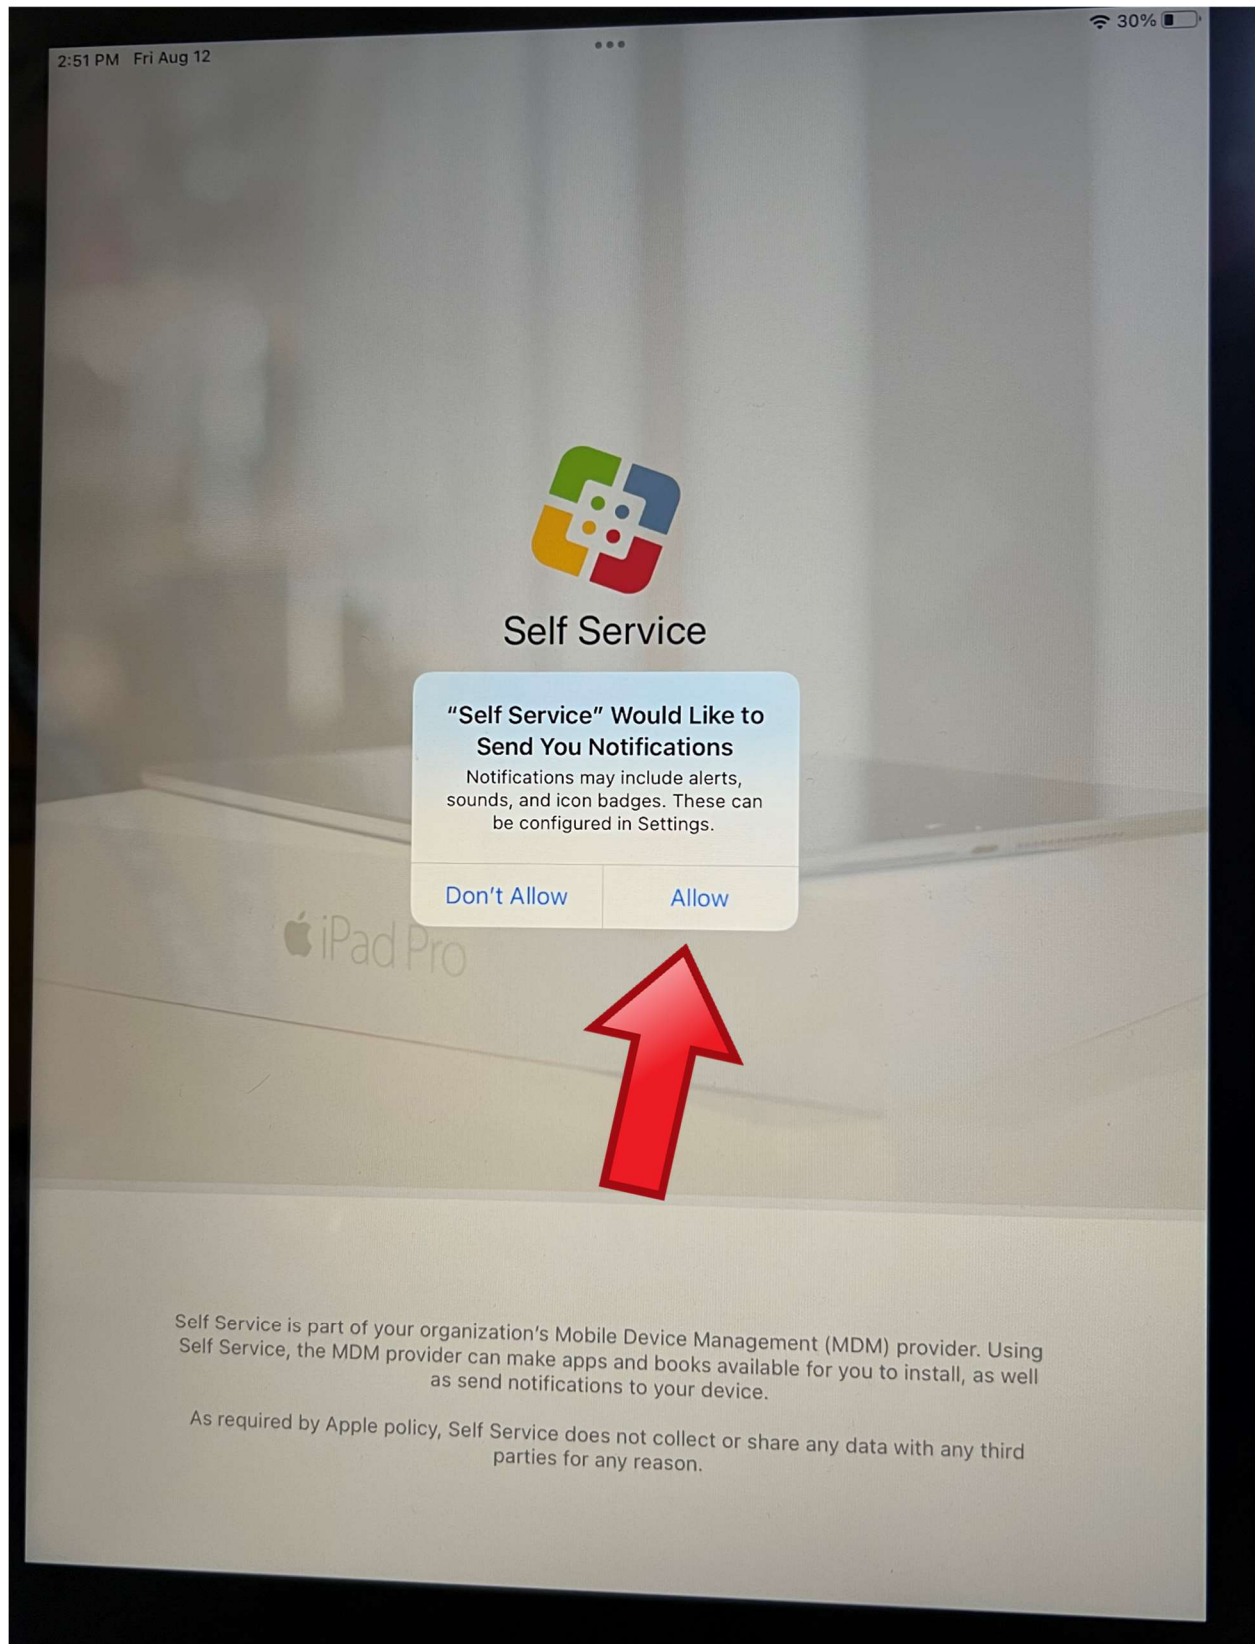 2:51 PM Fri Aug 12
30%
Self Service
“Self Service” Would Like to
Send You Notifications
Notifications may include alerts,
sounds, and icon badges. These can
be configured in Settings.
Don't Allow
Allow
iPad Pro
Self Service is part of your organization's Mobile Device Management (MDM) provider. Using
Self Service, the MDM provider can make apps and books available for you to install, as well
as send notifications to your device.
As required by Apple policy, Self Service does not collect or share any data with any third
parties for any reason.